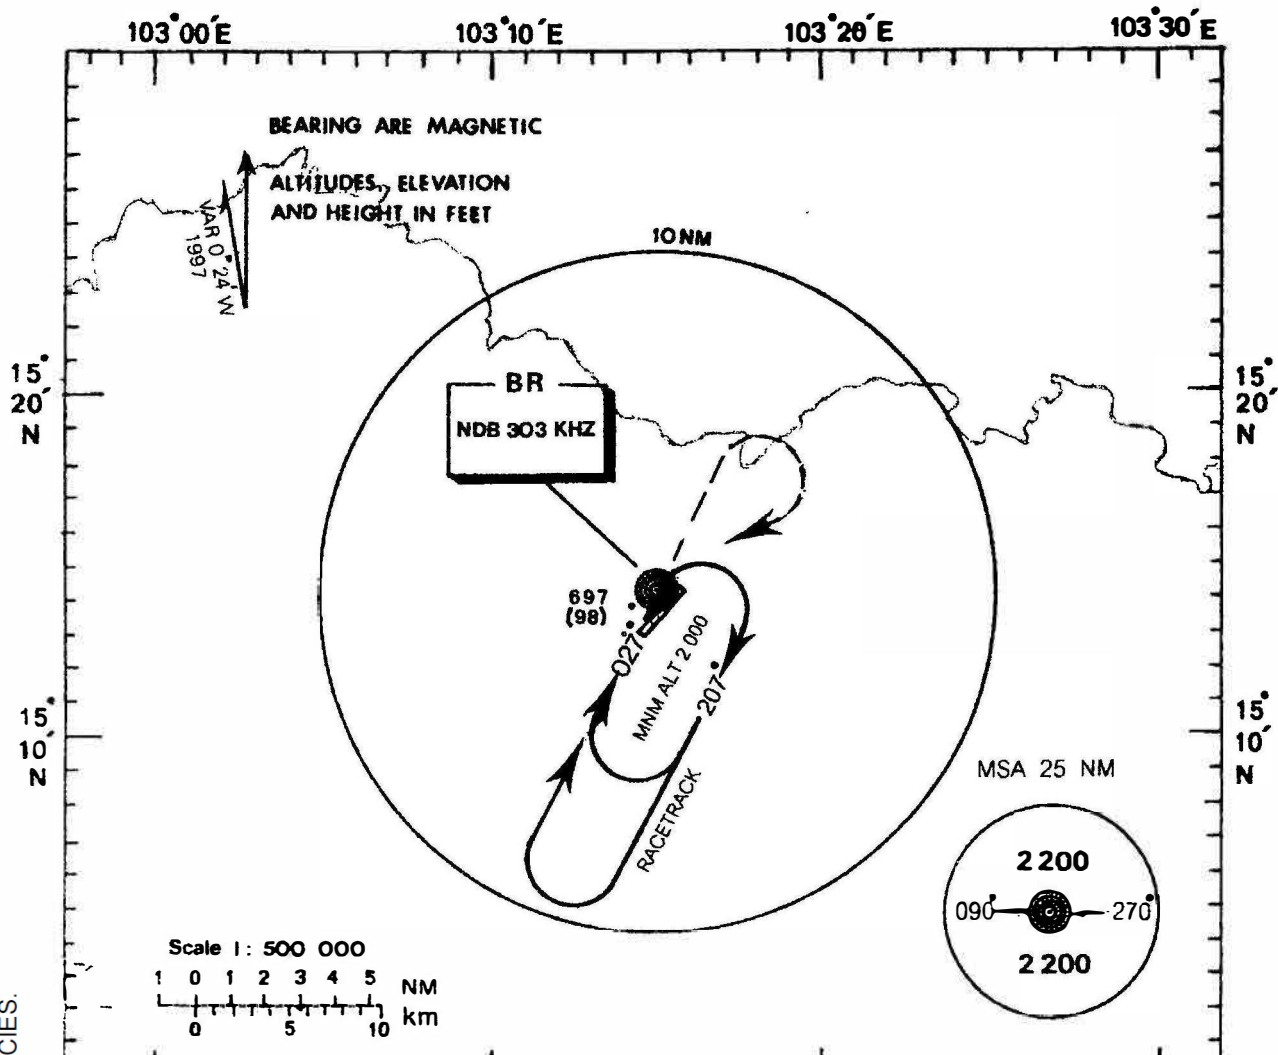 103°00′E 103°10′E 103°20′E 103°30′E
BEARING ARE MAGNETIC
ALTITUDES, ELEVATION
AND HEIGHT IN FEET
VAR 0°24′W
1997
10 NM
15°
20′
N
15°
20′
N
BR
NDB 303 KHZ
697
(98)
027°
MNM ALT 2 000
207°
RACETRACK
15°
10′
N
15°
10′
N
MSA 25 NM
2 200
090° 270°
2 200
Scale 1 : 500 000
1 0 1 2 3 4 5 NM
0 5 10 km
CIES.